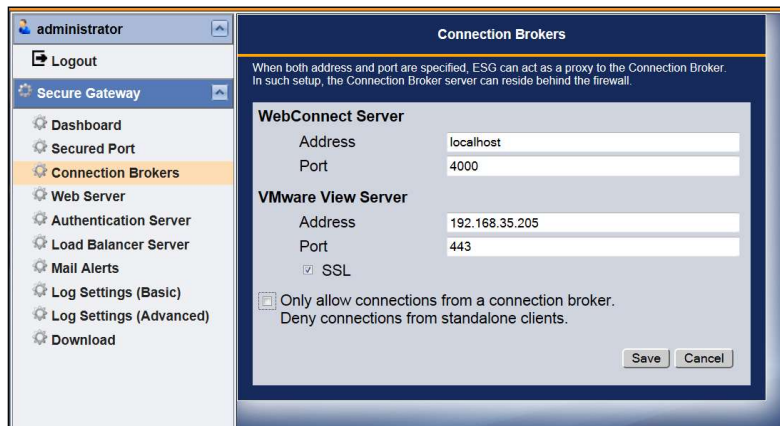 administrator
Logout
Secure Gateway
Dashboard
Secured Port
Connection Brokers
Web Server
Authentication Server
Load Balancer Server
Mail Alerts
Log Settings (Basic)
Log Settings (Advanced)
Download
Connection Brokers
When both address and port are specified, ESG can act as a proxy to the Connection Broker.
In such setup, the Connection Broker server can reside behind the firewall.
WebConnect Server
Address localhost
Port 4000
VMware View Server
Address 192.168.35.205
Port 443
SSL
Only allow connections from a connection broker.
Deny connections from standalone clients.
Save Cancel